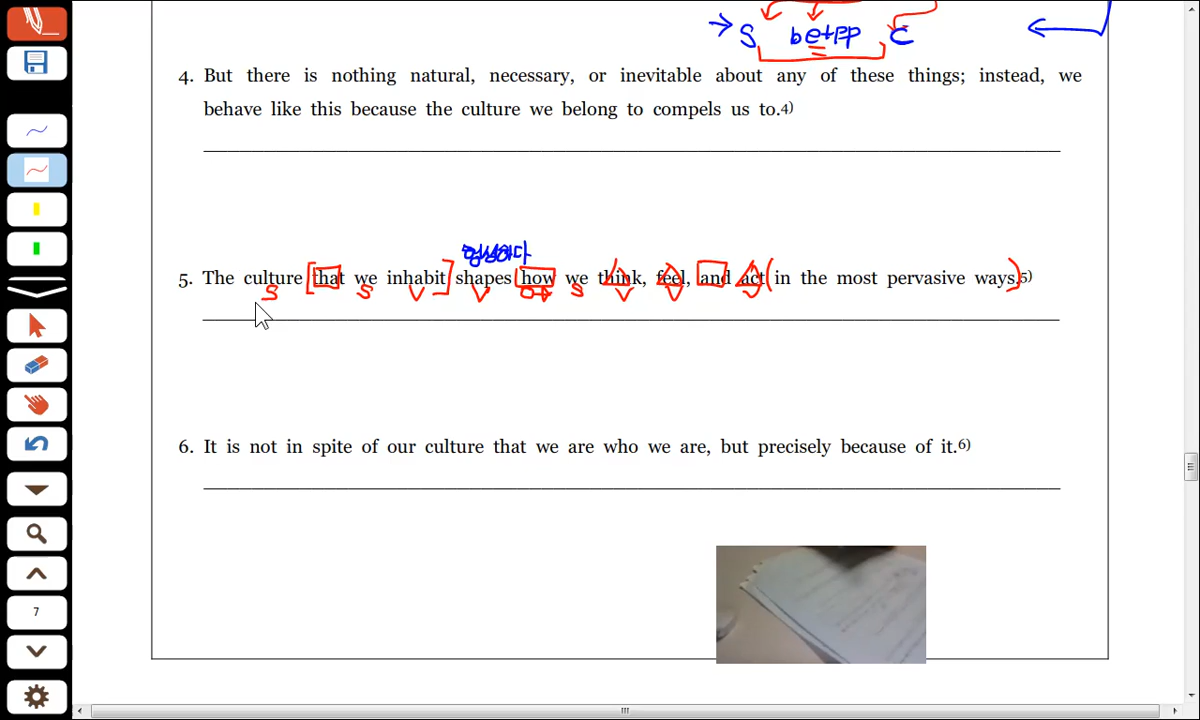 → S be+pp C ←
4. But there is nothing natural, necessary, or inevitable about any of these things; instead, we
behave like this because the culture we belong to compels us to.4)
형성하다
5. The culture that we inhabit shapes how we think, feel, and act in the most pervasive ways.5)
S S V V S V V V
6. It is not in spite of our culture that we are who we are, but precisely because of it.6)
7